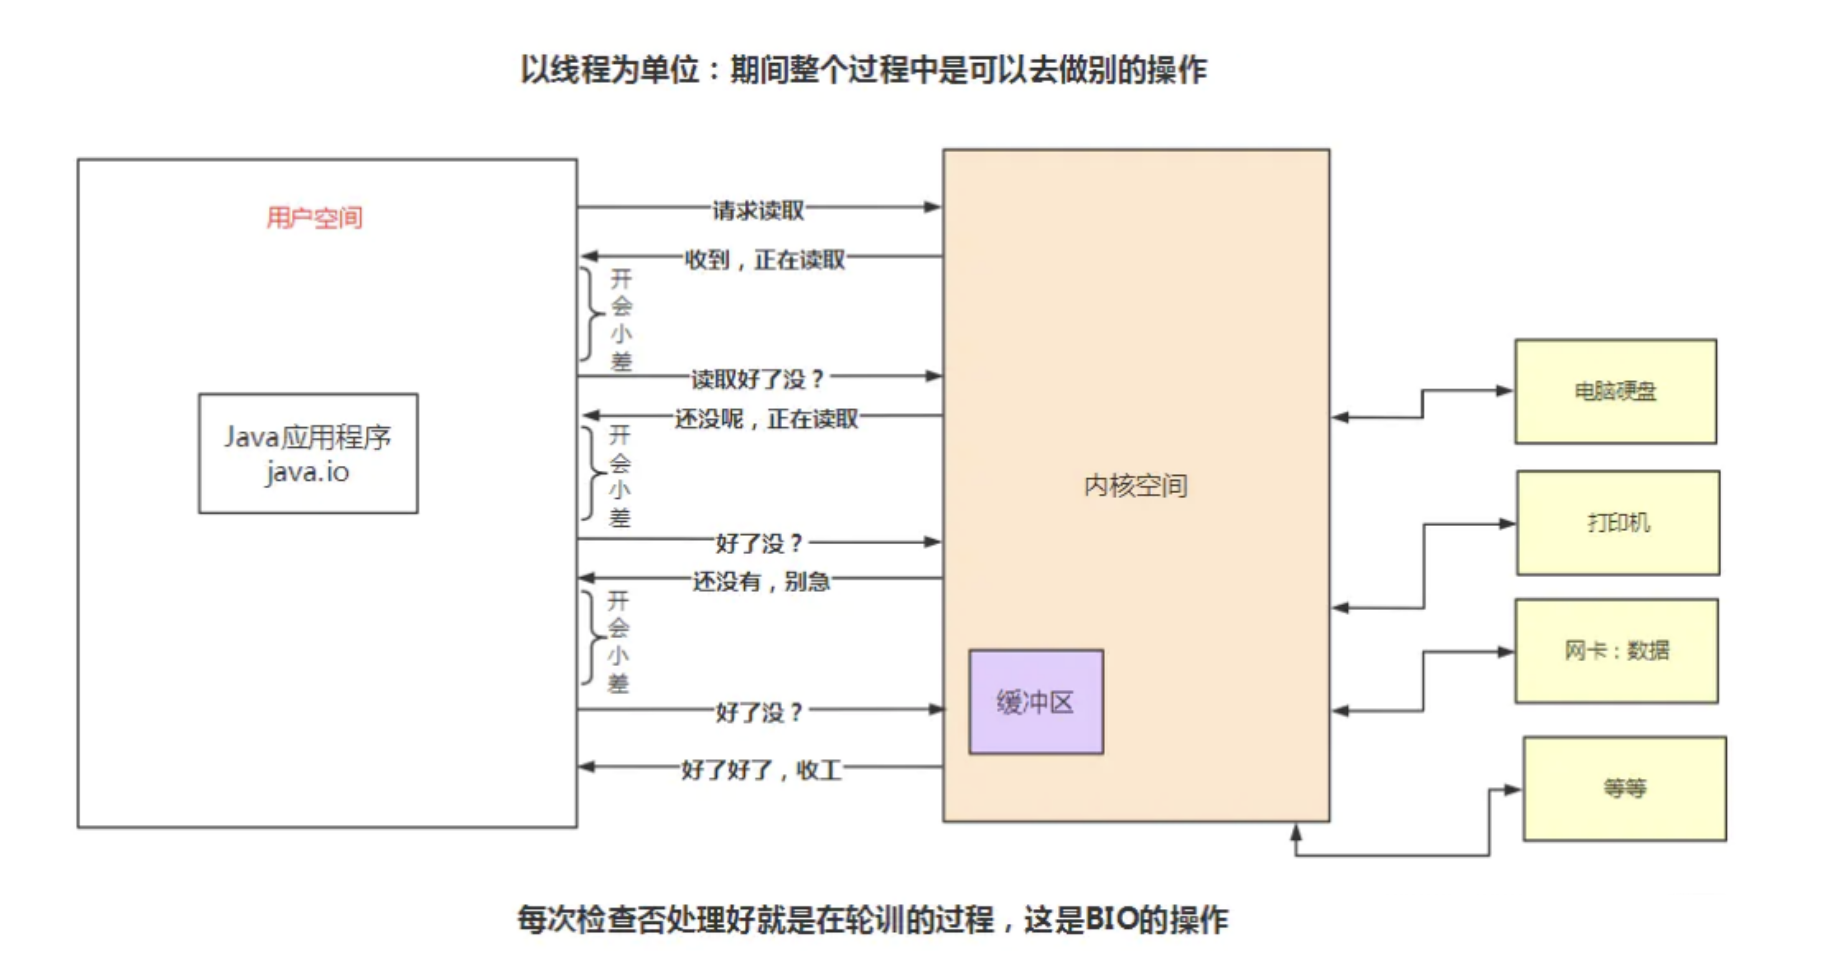 以线程为单位：期间整个过程中是可以去做别的操作
用户空间
Java应用程序
java.io
请求读取
收到，正在读取
开
会
小
差
读取好了没？
还没呢，正在读取
开
会
小
差
好了没？
还没有，别急
开
会
小
差
好了没？
好了好了，收工
内核空间
缓冲区
电脑硬盘
打印机
网卡：数据
等等
每次检查否处理好就是在轮训的过程，这是BIO的操作